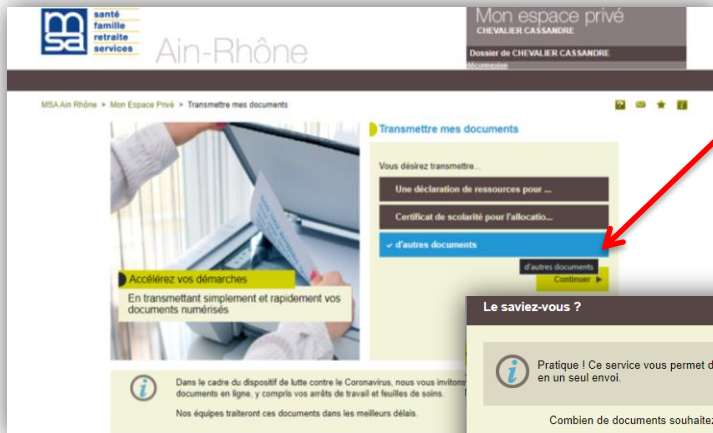 santé
famille
retraite
services
Ain-Rhône
Mon espace privé
CHEVALIER CASSANDRE
Dossier de CHEVALIER CASSANDRE
déconnexion
MSA Ain Rhône > Mon Espace Privé > Transmettre mes documents
Transmettre mes documents
Vous désirez transmettre...
Une déclaration de ressources pour ...
Certificat de scolarité pour l'allocatio...
d'autres documents
d'autres documents
Continuer
Accélérez vos démarches
En transmettant simplement et rapidement vos
documents numérisés
Dans le cadre du dispositif de lutte contre le Coronavirus, nous vous invitons
documents en ligne, y compris vos arrêts de travail et feuilles de soins.
Nos équipes traiteront ces documents dans les meilleurs délais.
Le saviez-vous ?
Pratique ! Ce service vous permet d
en un seul envoi.
Combien de documents souhaitez